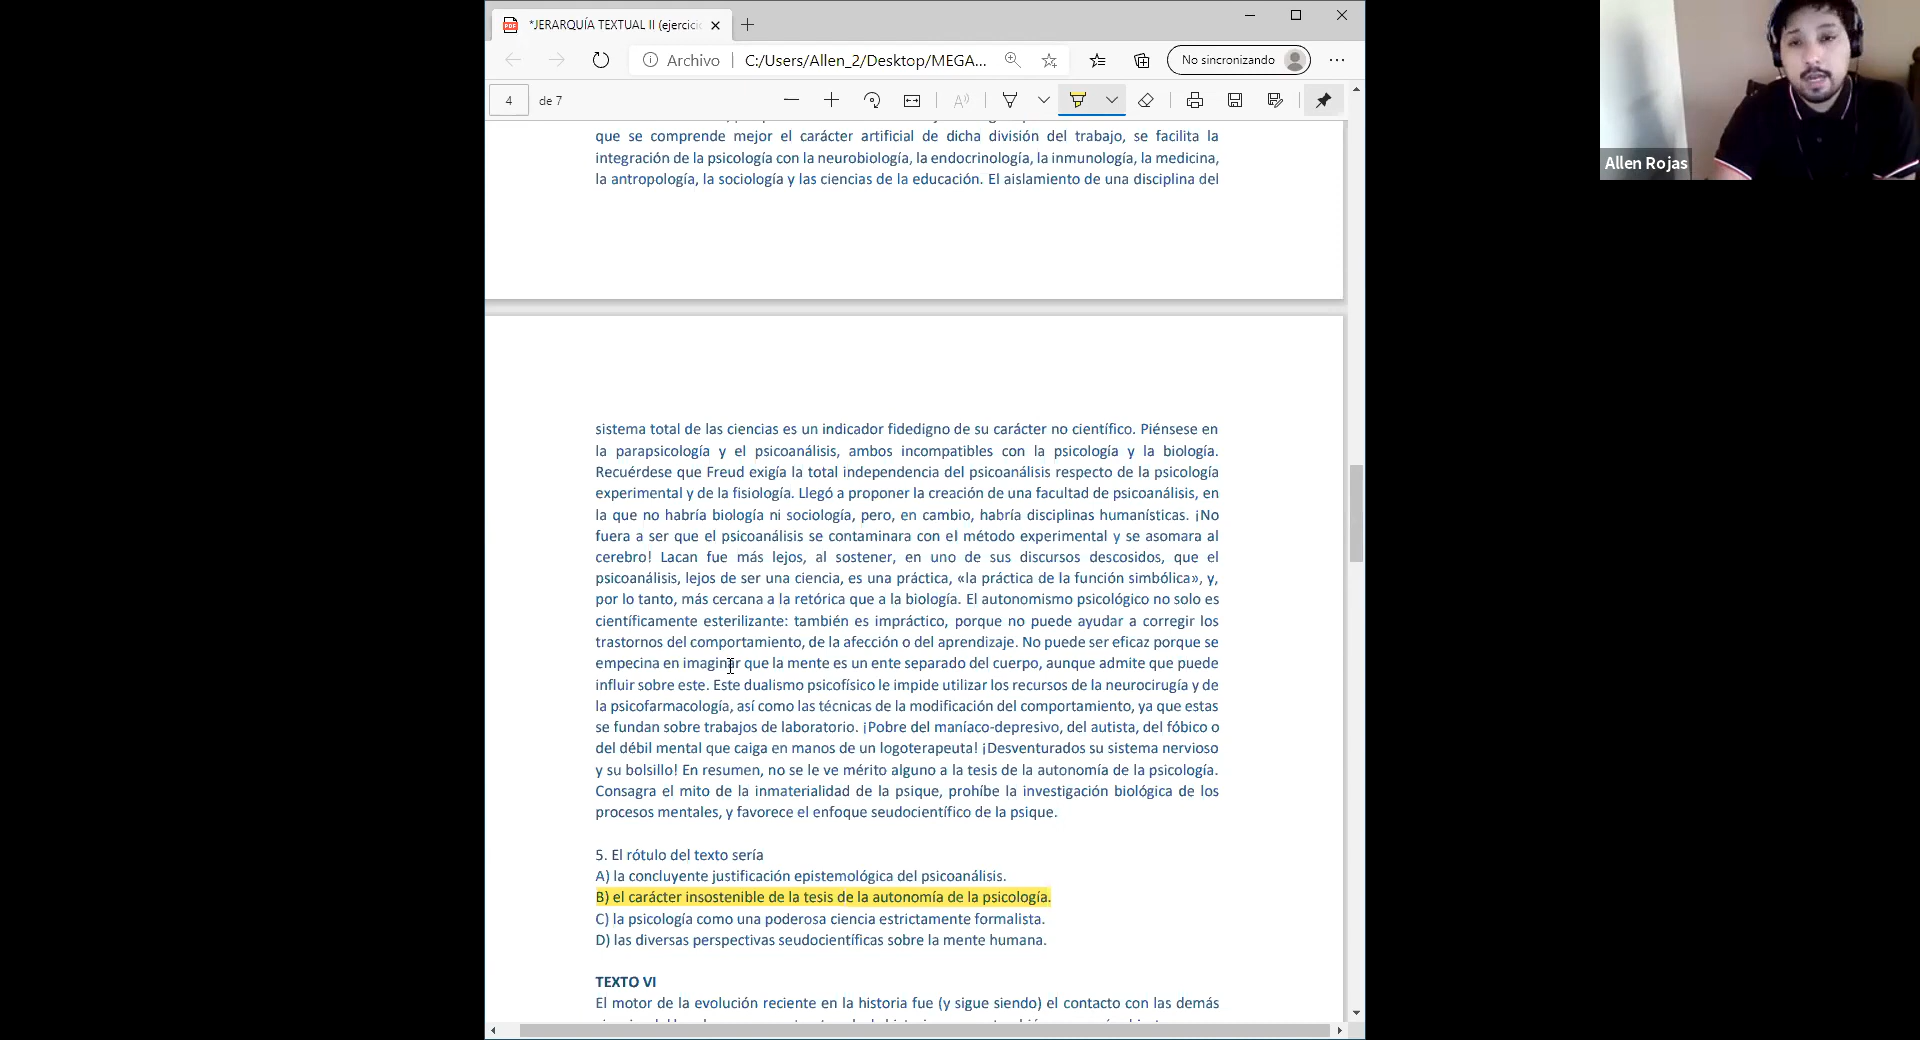 *JERARQUÍA TEXTUAL II (ejercici
Archivo
C:/Users/Allen_2/Desktop/MEGA...
No sincronizando
4 de 7
Allen Rojas
que se comprende mejor el carácter artificial de dicha división del trabajo, se facilita la
integración de la psicología con la neurobiología, la endocrinología, la inmunología, la medicina,
la antropología, la sociología y las ciencias de la educación. El aislamiento de una disciplina del
sistema total de las ciencias es un indicador fidedigno de su carácter no científico. Piénsese en
la parapsicología y el psicoanálisis, ambos incompatibles con la psicología y la biología.
Recuérdese que Freud exigía la total independencia del psicoanálisis respecto de la psicología
experimental y de la fisiología. Llegó a proponer la creación de una facultad de psicoanálisis, en
la que no habría biología ni sociología, pero, en cambio, habría disciplinas humanísticas. ¡No
fuera a ser que el psicoanálisis se contaminara con el método experimental y se asomara al
cerebro! Lacan fue más lejos, al sostener, en uno de sus discursos descosidos, que el
psicoanálisis, lejos de ser una ciencia, es una práctica, «la práctica de la función simbólica», y,
por lo tanto, más cercana a la retórica que a la biología. El autonomismo psicológico no solo es
científicamente esterilizante: también es impráctico, porque no puede ayudar a corregir los
trastornos del comportamiento, de la afección o del aprendizaje. No puede ser eficaz porque se
empecina en imaginar que la mente es un ente separado del cuerpo, aunque admite que puede
influir sobre este. Este dualismo psicofísico le impide utilizar los recursos de la neurocirugía y de
la psicofarmacología, así como las técnicas de la modificación del comportamiento, ya que estas
se fundan sobre trabajos de laboratorio. ¡Pobre del maníaco-depresivo, del autista, del fóbico o
del débil mental que caiga en manos de un logoterapeuta! ¡Desventurados su sistema nervioso
y su bolsillo! En resumen, no se le ve mérito alguno a la tesis de la autonomía de la psicología.
Consagra el mito de la inmaterialidad de la psique, prohíbe la investigación biológica de los
procesos mentales, y favorece el enfoque seudocientífico de la psique.
5. El rótulo del texto sería
A) la concluyente justificación epistemológica del psicoanálisis.
B) el carácter insostenible de la tesis de la autonomía de la psicología.
C) la psicología como una poderosa ciencia estrictamente formalista.
D) las diversas perspectivas seudocientíficas sobre la mente humana.
TEXTO VI
El motor de la evolución reciente en la historia fue (y sigue siendo) el contacto con las demás